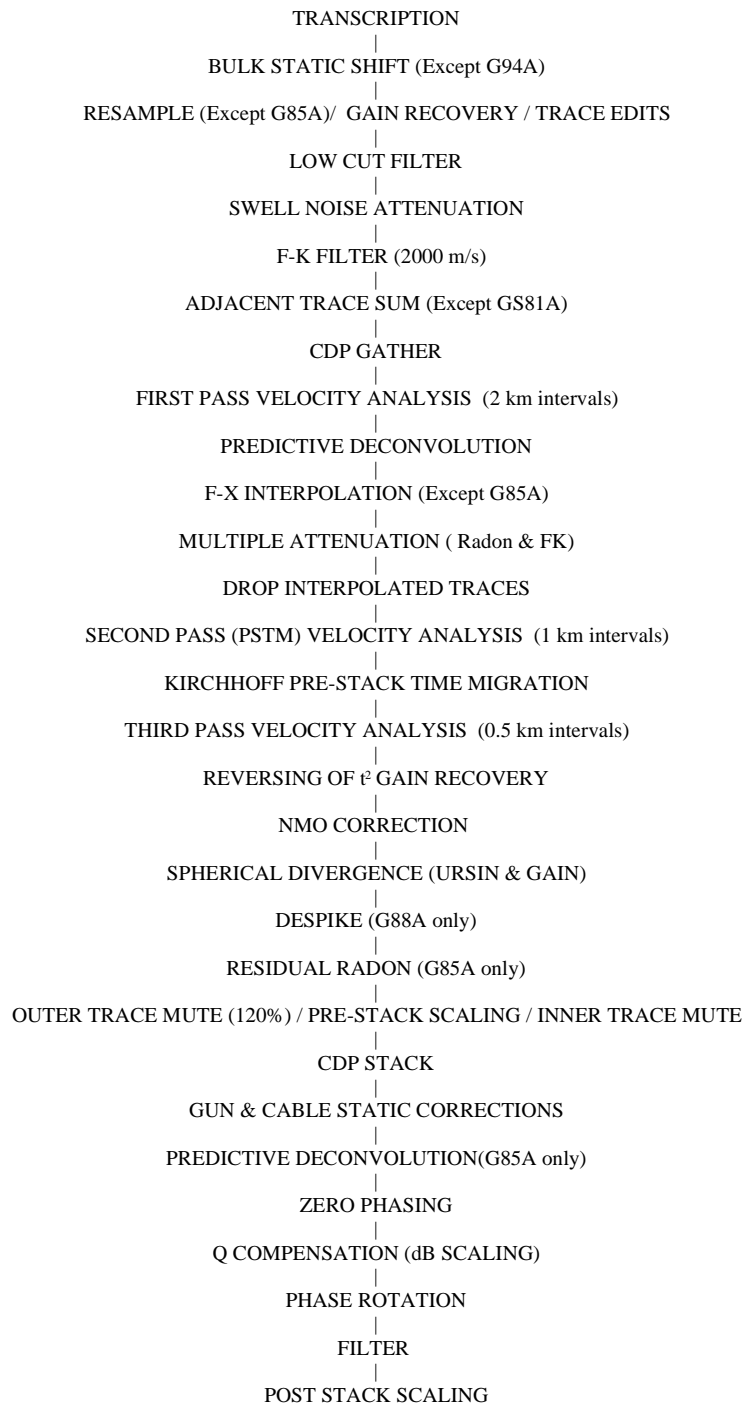 TRANSCRIPTION
|
BULK STATIC SHIFT (Except G94A)
|
RESAMPLE (Except G85A)/  GAIN RECOVERY / TRACE EDITS
|
LOW CUT FILTER
|
SWELL NOISE ATTENUATION
|
F-K FILTER (2000 m/s)
|
ADJACENT TRACE SUM (Except GS81A)
|
CDP GATHER
|
FIRST PASS VELOCITY ANALYSIS  (2 km intervals)
|
PREDICTIVE DECONVOLUTION
|
F-X INTERPOLATION (Except G85A)
|
MULTIPLE ATTENUATION ( Radon & FK)
|
DROP INTERPOLATED TRACES
|
SECOND PASS (PSTM) VELOCITY ANALYSIS  (1 km intervals)
|
KIRCHHOFF PRE-STACK TIME MIGRATION
|
THIRD PASS VELOCITY ANALYSIS  (0.5 km intervals)
|
REVERSING OF t² GAIN RECOVERY
|
NMO CORRECTION
|
SPHERICAL DIVERGENCE (URSIN & GAIN)
|
DESPIKE (G88A only)
|
RESIDUAL RADON (G85A only)
|
OUTER TRACE MUTE (120%) / PRE-STACK SCALING / INNER TRACE MUTE
|
CDP STACK
|
GUN & CABLE STATIC CORRECTIONS
|
PREDICTIVE DECONVOLUTION(G85A only)
|
ZERO PHASING
|
Q COMPENSATION (dB SCALING)
|
PHASE ROTATION
|
FILTER
|
POST STACK SCALING